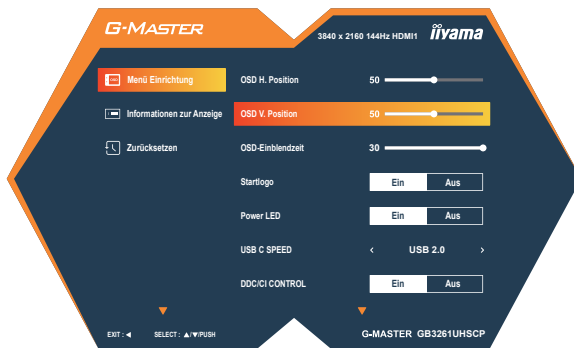 G-MASTER
3840 x 2160 144Hz HDMI1 iiyama
Menü Einrichtung
OSD H. Position 50
Informationen zur Anzeige
OSD V. Position 50
Zurücksetzen
OSD-Einblendzeit 30
Startlogo Ein Aus
Power LED Ein Aus
USB C SPEED ‹ USB 2.0 ›
DDC/CI CONTROL Ein Aus
EXIT : ◀ SELECT : ▲/▼/PUSH
G-MASTER GB3261UHSCP